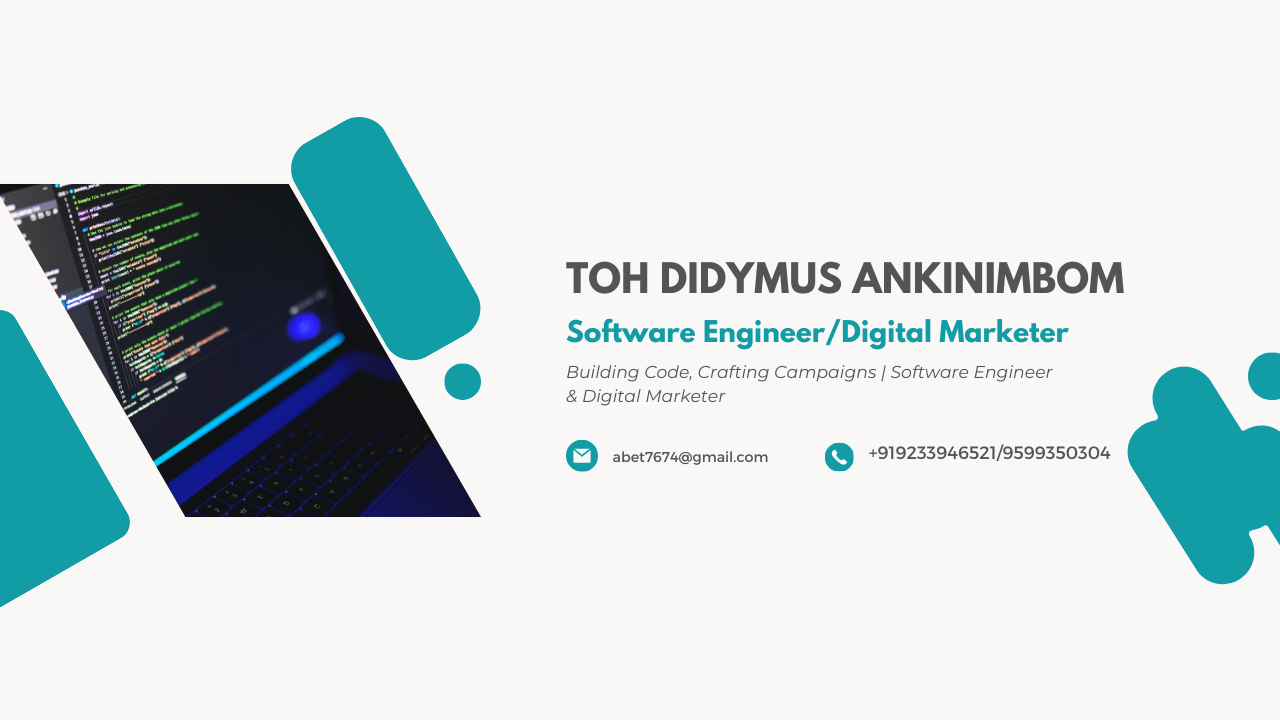 TOH DIDYMUS ANKINIMBOM
Software Engineer/Digital Marketer
Building Code, Crafting Campaigns | Software Engineer
& Digital Marketer
abet7674@gmail.com
+919233946521/9599350304